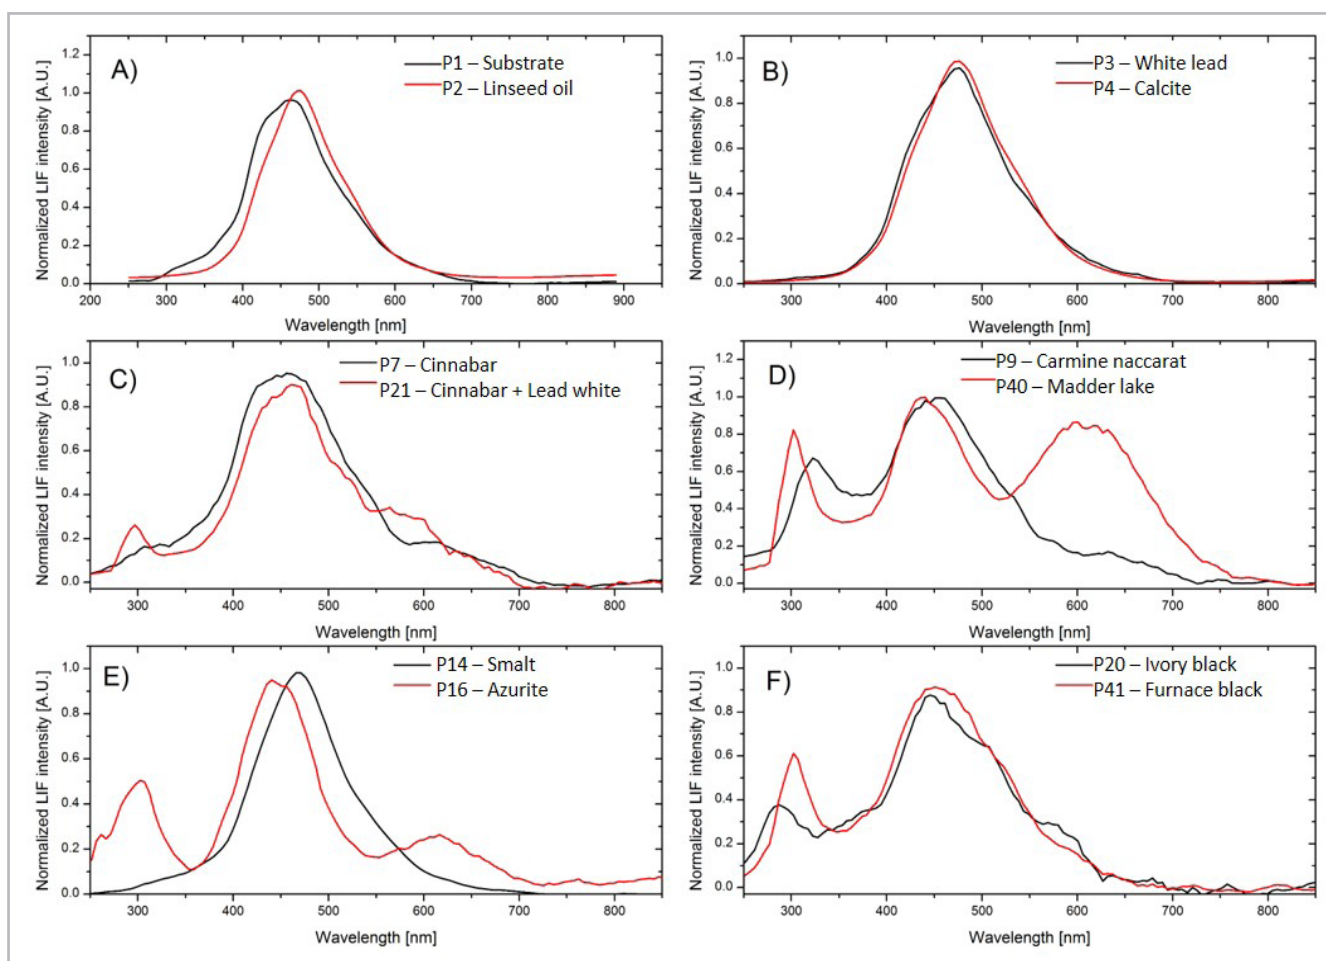 A)
P1 – Substrate
P2 – Linseed oil
Normalized LIF intensity [A.U.]
1.2
1.0
0.8
0.6
0.4
0.2
0.0
200 300 400 500 600 700 800 900
Wavelength [nm]
B)
P3 – White lead
P4 – Calcite
Normalized LIF intensity [A.U.]
1.0
0.8
0.6
0.4
0.2
0.0
300 400 500 600 700 800
Wavelength [nm]
C)
P7 – Cinnabar
P21 – Cinnabar + Lead white
Normalized LIF intensity [A.U.]
1.0
0.8
0.6
0.4
0.2
0.0
300 400 500 600 700 800
Wavelength [nm]
D)
P9 – Carmine naccarat
P40 – Madder lake
Normalized LIF intensity [A.U.]
1.2
1.0
0.8
0.6
0.4
0.2
0.0
300 400 500 600 700 800
Wavelength [nm]
E)
P14 – Smalt
P16 – Azurite
Normalized LIF intensity [A.U.]
1.0
0.8
0.6
0.4
0.2
0.0
300 400 500 600 700 800
Wavelength [nm]
F)
P20 – Ivory black
P41 – Furnace black
Normalized LIF intensity [A.U.]
1.0
0.8
0.6
0.4
0.2
0.0
300 400 500 600 700 800
Wavelength [nm]